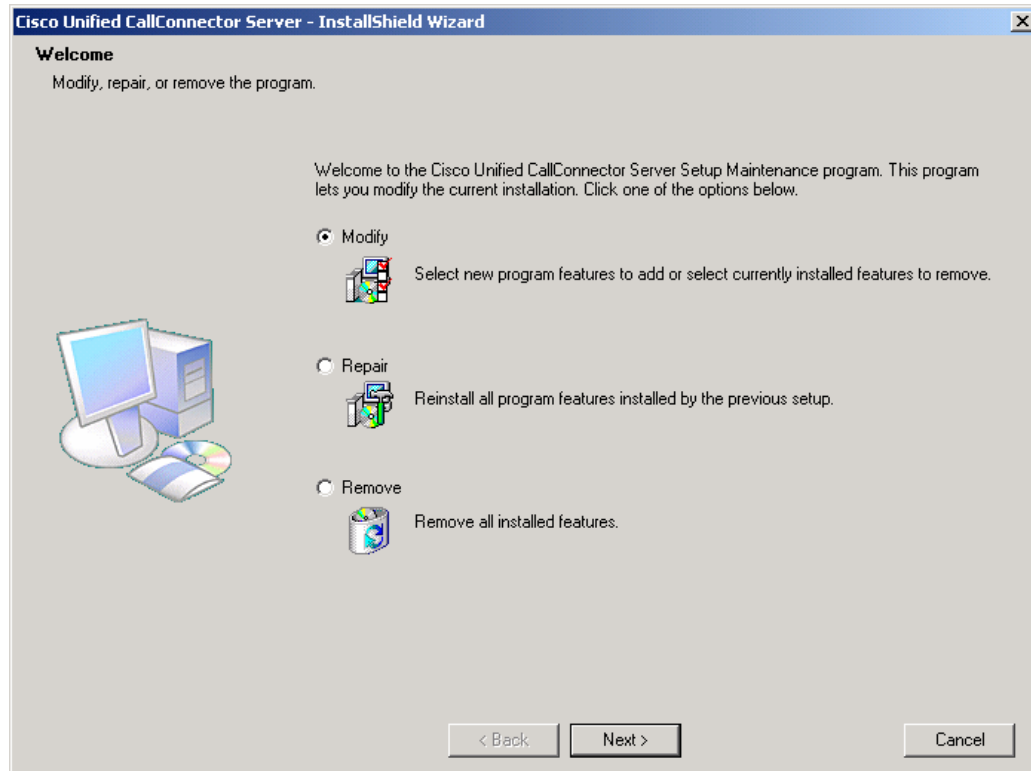 Cisco Unified CallConnector Server - InstallShield Wizard
Welcome
Modify, repair, or remove the program.
Welcome to the Cisco Unified CallConnector Server Setup Maintenance program. This program
lets you modify the current installation. Click one of the options below.
Modify
Select new program features to add or select currently installed features to remove.
Repair
Reinstall all program features installed by the previous setup.
Remove
Remove all installed features.
< Back
Next >
Cancel